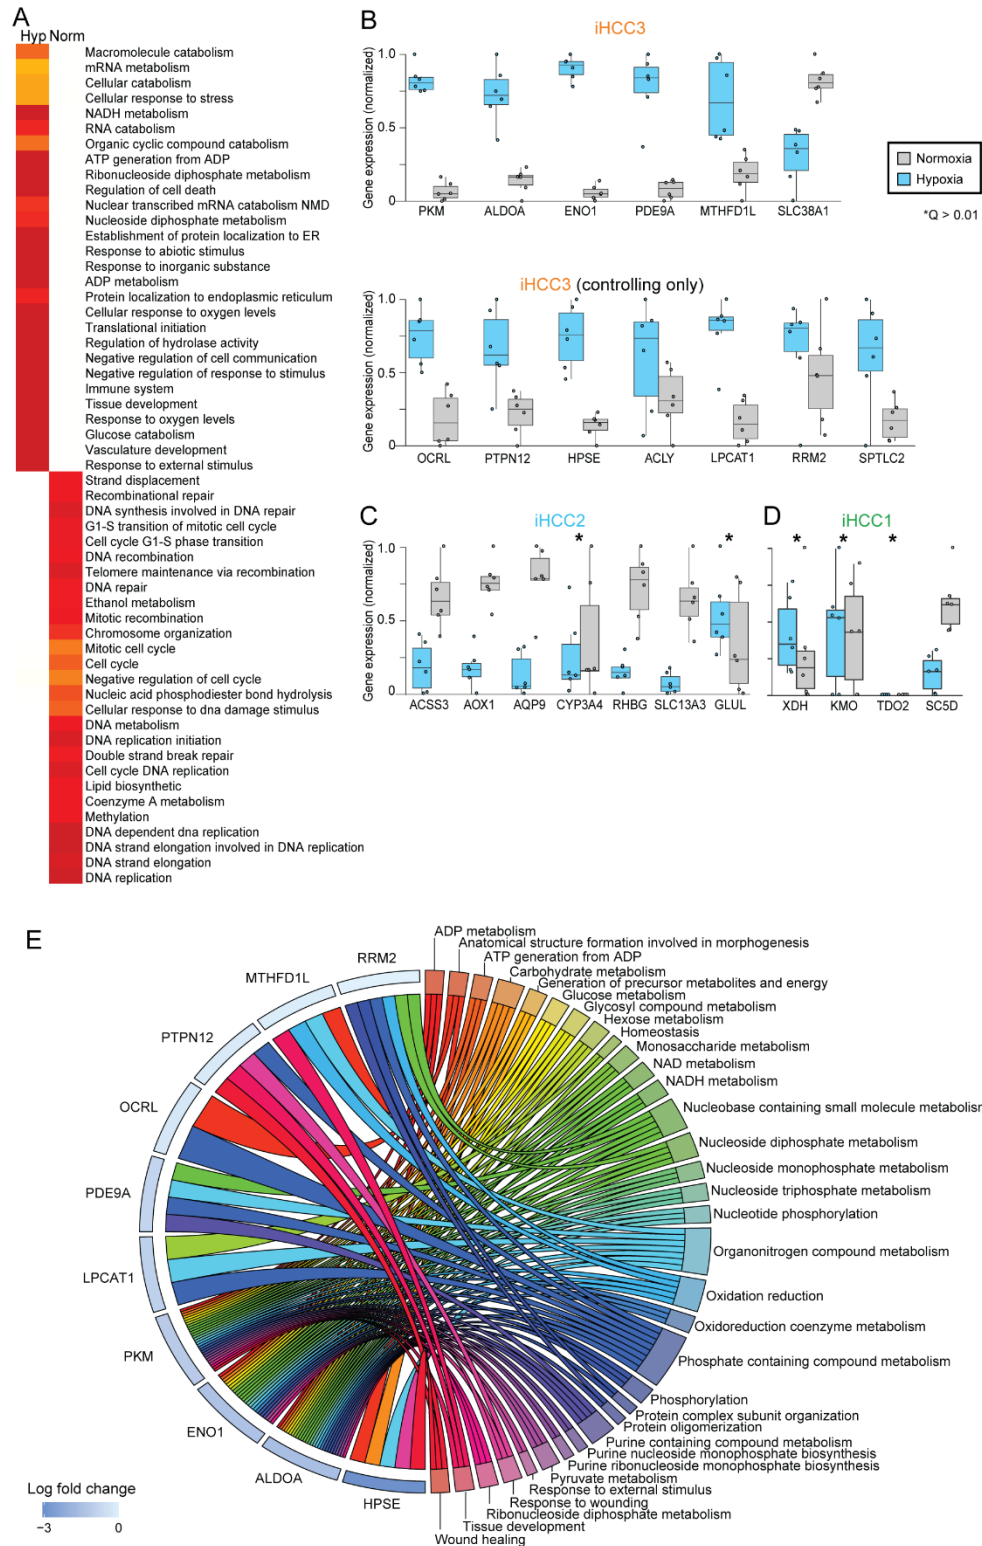 A
Hyp Norm
Macromolecule catabolism
mRNA metabolism
Cellular catabolism
Cellular response to stress
NADH metabolism
RNA catabolism
Organic cyclic compound catabolism
ATP generation from ADP
Ribonucleoside diphosphate metabolism
Regulation of cell death
Nuclear transcribed mRNA catabolism NMD
Nucleoside diphosphate metabolism
Establishment of protein localization to ER
Response to abiotic stimulus
Response to inorganic substance
ADP metabolism
Protein localization to endoplasmic reticulum
Cellular response to oxygen levels
Translational initiation
Regulation of hydrolase activity
Negative regulation of cell communication
Negative regulation of response to stimulus
Immune system
Tissue development
Response to oxygen levels
Glucose catabolism
Vasculature development
Response to external stimulus
Strand displacement
Recombinational repair
DNA synthesis involved in DNA repair
G1-S transition of mitotic cell cycle
Cell cycle G1-S phase transition
DNA recombination
Telomere maintenance via recombination
DNA repair
Ethanol metabolism
Mitotic recombination
Chromosome organization
Mitotic cell cycle
Cell cycle
Negative regulation of cell cycle
Nucleic acid phosphodiester bond hydrolysis
Cellular response to dna damage stimulus
DNA metabolism
DNA replication initiation
Double strand break repair
Cell cycle DNA replication
Lipid biosynthetic
Coenzyme A metabolism
Methylation
DNA dependent dna replication
DNA strand elongation involved in DNA replication
DNA strand elongation
DNA replication
B
iHCC3
Gene expression (normalized)
1.0
0.5
0
PKM ALDOA ENO1 PDE9A MTHFD1L SLC38A1
Normoxia
Hypoxia
*Q > 0.01
iHCC3 (controlling only)
Gene expression (normalized)
1.0
0.5
0
OCRL PTPN12 HPSE ACLY LPCAT1 RRM2 SPTLC2
C
iHCC2
* *
Gene expression (normalized)
1.0
0.5
0
ACSS3 AOX1 AQP9 CYP3A4 RHBG SLC13A3 GLUL
D
iHCC1
* * *
XDH KMO TDO2 SC5D
E
RRM2
MTHFD1L
PTPN12
OCRL
PDE9A
LPCAT1
PKM
ENO1
ALDOA
HPSE
ADP metabolism
Anatomical structure formation involved in morphogenesis
ATP generation from ADP
Carbohydrate metabolism
Generation of precursor metabolites and energy
Glucose metabolism
Glycosyl compound metabolism
Hexose metabolism
Homeostasis
Monosaccharide metabolism
NAD metabolism
NADH metabolism
Nucleobase containing small molecule metabolism
Nucleoside diphosphate metabolism
Nucleoside monophosphate metabolism
Nucleoside triphosphate metabolism
Nucleotide phosphorylation
Organonitrogen compound metabolism
Oxidation reduction
Oxidoreduction coenzyme metabolism
Phosphate containing compound metabolism
Phosphorylation
Protein complex subunit organization
Protein oligomerization
Purine containing compound metabolism
Purine nucleoside monophosphate biosynthesis
Purine ribonucleoside monophosphate biosynthesis
Pyruvate metabolism
Response to external stimulus
Response to wounding
Ribonucleoside diphosphate metabolism
Tissue development
Wound healing
Log fold change
−3 0